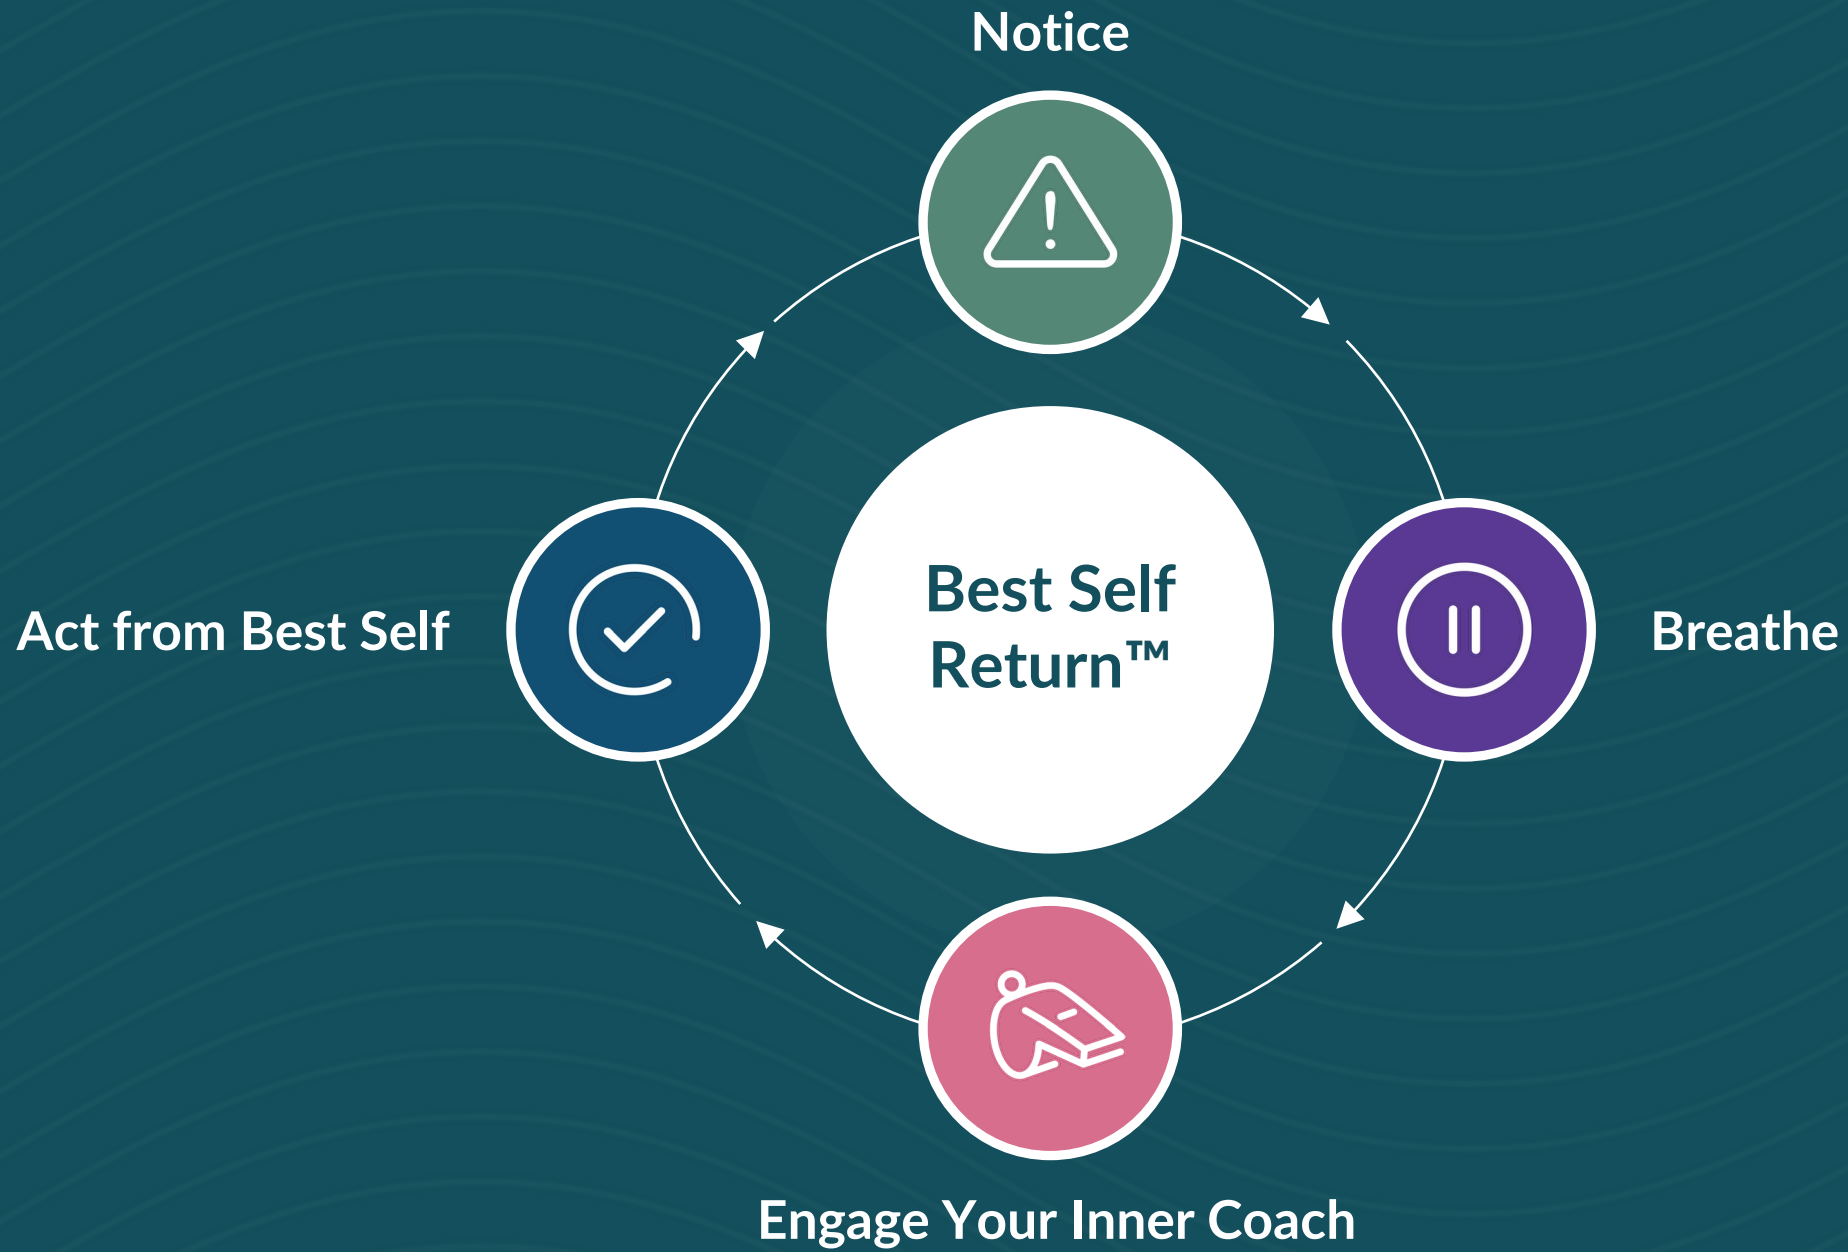 Notice
Best Self
Return™
Act from Best Self
Breathe
Engage Your Inner Coach